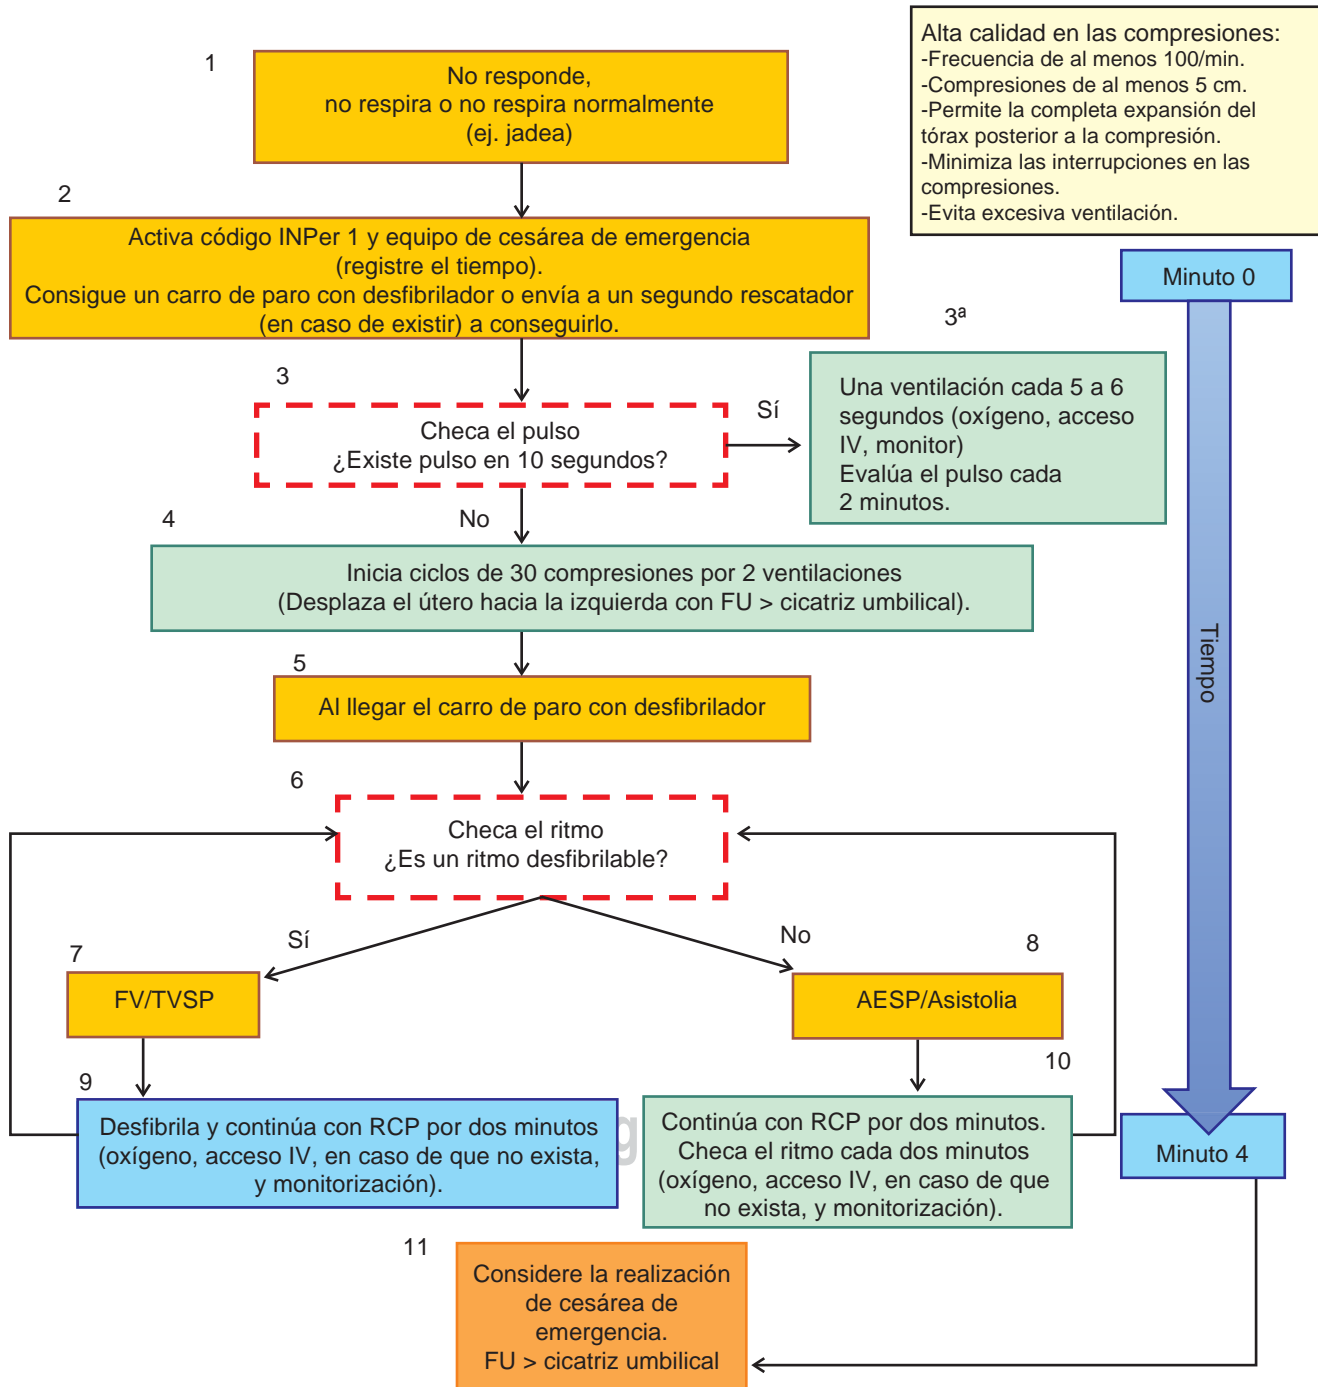 Alta calidad en las compresiones:
-Frecuencia de al menos 100/min.
-Compresiones de al menos 5 cm.
-Permite la completa expansión del
tórax posterior a la compresión.
-Minimiza las interrupciones en las
compresiones.
-Evita excesiva ventilación.
1
No responde,
no respira o no respira normalmente
(ej. jadea)
2
Activa código INPer 1 y equipo de cesárea de emergencia
(registre el tiempo).
Consigue un carro de paro con desfibrilador o envía a un segundo rescatador
(en caso de existir) a conseguirlo.
Minuto 0
3
Checa el pulso
¿Existe pulso en 10 segundos?
Sí
3ª
Una ventilación cada 5 a 6
segundos (oxígeno, acceso
IV, monitor)
Evalúa el pulso cada
2 minutos.
No
4
Inicia ciclos de 30 compresiones por 2 ventilaciones
(Desplaza el útero hacia la izquierda con FU > cicatriz umbilical).
Tiempo
5
Al llegar el carro de paro con desfibrilador
6
Checa el ritmo
¿Es un ritmo desfibrilable?
Sí
No
7
FV/TVSP
8
AESP/Asistolia
9
Desfibrila y continúa con RCP por dos minutos
(oxígeno, acceso IV, en caso de que no exista,
y monitorización).
10
Continúa con RCP por dos minutos.
Checa el ritmo cada dos minutos
(oxígeno, acceso IV, en caso de que
no exista, y monitorización).
Minuto 4
11
Considere la realización
de cesárea de
emergencia.
FU > cicatriz umbilical